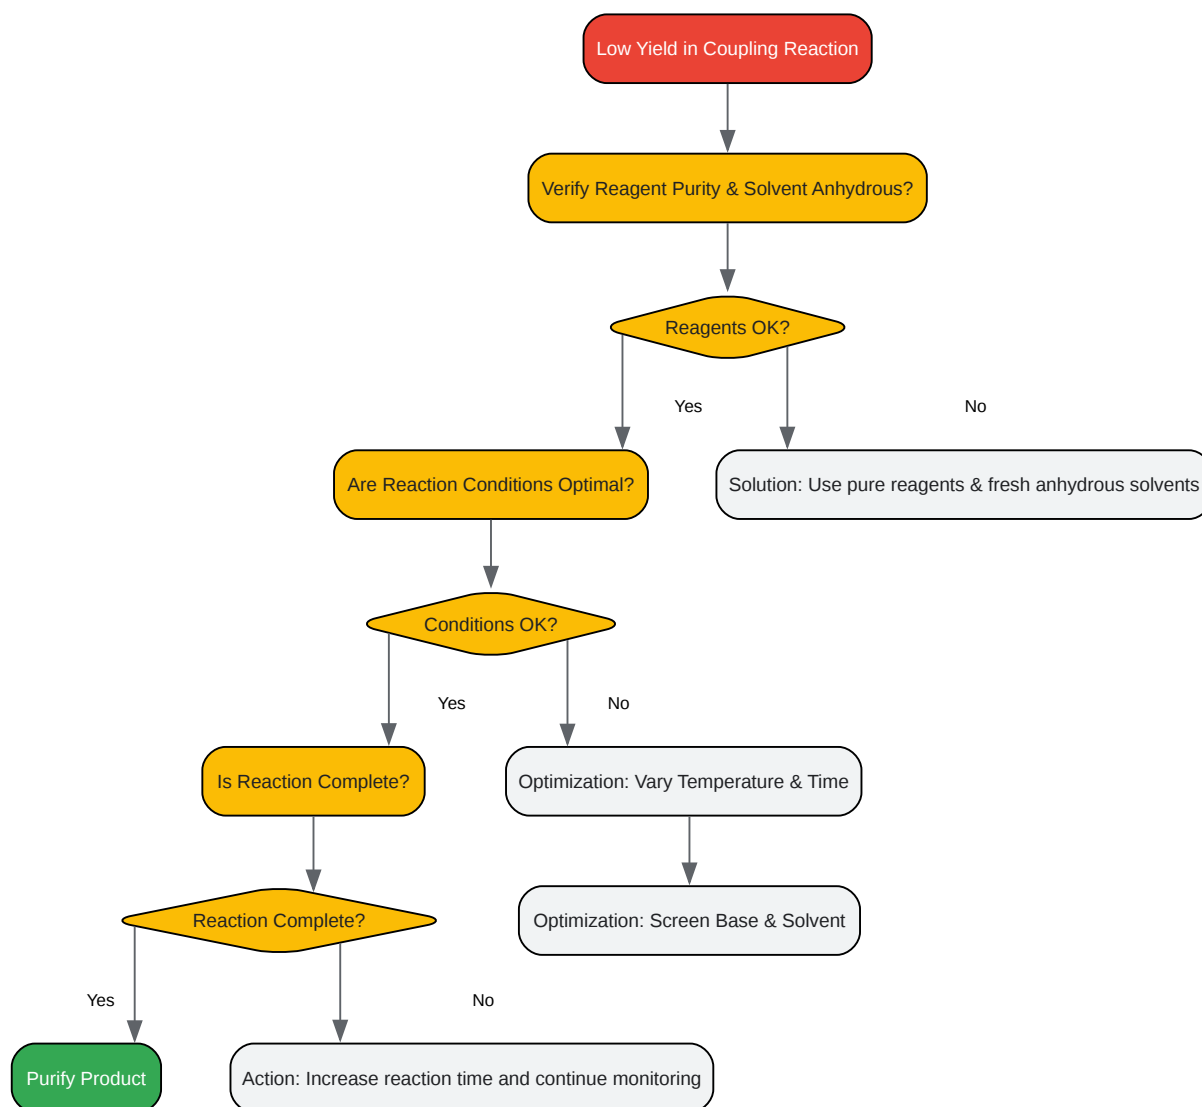 Low Yield in Coupling Reaction
Verify Reagent Purity & Solvent Anhydrous?
Reagents OK?
Yes
No
Are Reaction Conditions Optimal?
Solution: Use pure reagents & fresh anhydrous solvents
Conditions OK?
Yes
No
Is Reaction Complete?
Optimization: Vary Temperature & Time
Reaction Complete?
Optimization: Screen Base & Solvent
Yes
No
Purify Product
Action: Increase reaction time and continue monitoring